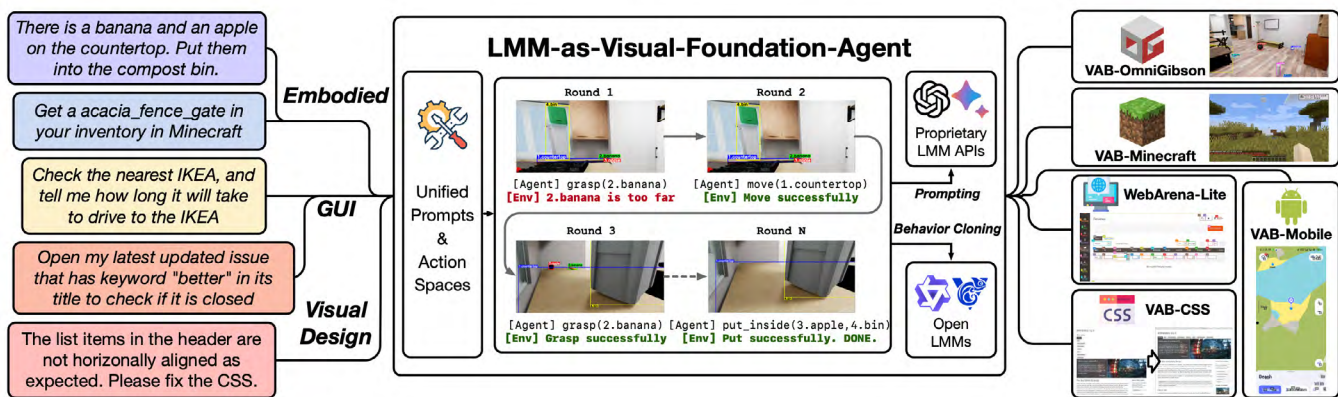 There is a banana and an apple
on the countertop. Put them
into the compost bin.
Get a acacia_fence_gate in
your inventory in Minecraft
Check the nearest IKEA, and
tell me how long it will take
to drive to the IKEA
Open my latest updated issue
that has keyword "better" in its
title to check if it is closed
The list items in the header are
not horizonally aligned as
expected. Please fix the CSS.
Embodied
GUI
Visual
Design
LMM-as-Visual-Foundation-Agent
Unified
Prompts
&
Action
Spaces
Round 1
[Agent] grasp(2.banana)
[Env] 2.banana is too far
Round 2
[Agent] move(1.countertop)
[Env] Move successfully
Round 3
[Agent] grasp(2.banana)
[Env] Grasp successfully
Round N
[Agent] put_inside(3.apple,4.bin)
[Env] Put successfully. DONE.
Proprietary
LMM APIs
Prompting
Behavior Cloning
Open
LMMs
VAB-OmniGibson
VAB-Minecraft
WebArena-Lite
VAB-Mobile
CSS
VAB-CSS